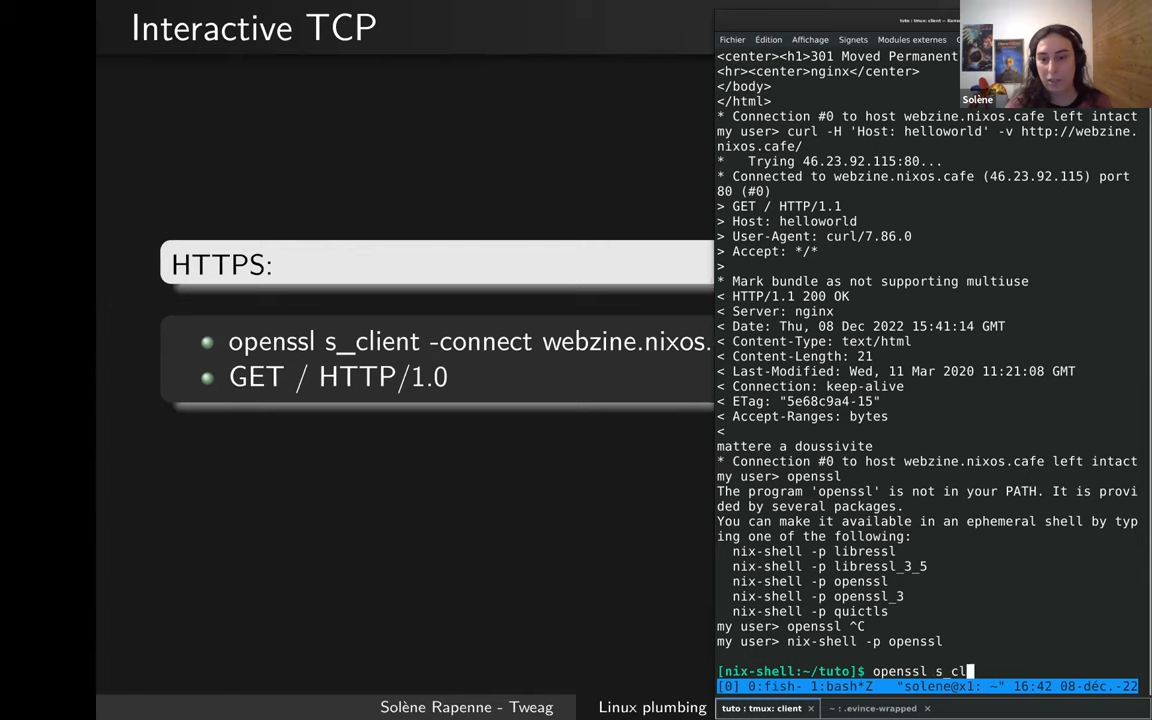 Interactive TCP
HTTPS:
openssl s_client -connect webzine.nixos.
GET / HTTP/1.0
Solène Rapenne - Tweag
Linux plumbing
Fichier Édition Affichage Signets Modules externes
Solène
<center><h1>301 Moved Permanent
<hr><center>nginx</center>
</body>
</html>
* Connection #0 to host webzine.nixos.cafe left intact
my user> curl -H 'Host: helloworld' -v http://webzine.
nixos.cafe/
*   Trying 46.23.92.115:80...
* Connected to webzine.nixos.cafe (46.23.92.115) port
80 (#0)
> GET / HTTP/1.1
> Host: helloworld
> User-Agent: curl/7.86.0
> Accept: */*
>
* Mark bundle as not supporting multiuse
< HTTP/1.1 200 OK
< Server: nginx
< Date: Thu, 08 Dec 2022 15:41:14 GMT
< Content-Type: text/html
< Content-Length: 21
< Last-Modified: Wed, 11 Mar 2020 11:21:08 GMT
< Connection: keep-alive
< ETag: "5e68c9a4-15"
< Accept-Ranges: bytes
<
mattere a doussivite
* Connection #0 to host webzine.nixos.cafe left intact
my user> openssl
The program 'openssl' is not in your PATH. It is provi
ded by several packages.
You can make it available in an ephemeral shell by typ
ing one of the following:
  nix-shell -p libressl
  nix-shell -p libressl_3_5
  nix-shell -p openssl
  nix-shell -p openssl_3
  nix-shell -p quictls
my user> openssl ^C
my user> nix-shell -p openssl
[nix-shell:~/tuto]$ openssl s_cl
[0] 0:fish- 1:bash*Z "solene@x1: ~" 16:42 08-déc.-22
tuto : tmux: client × ~ : .evince-wrapped ×